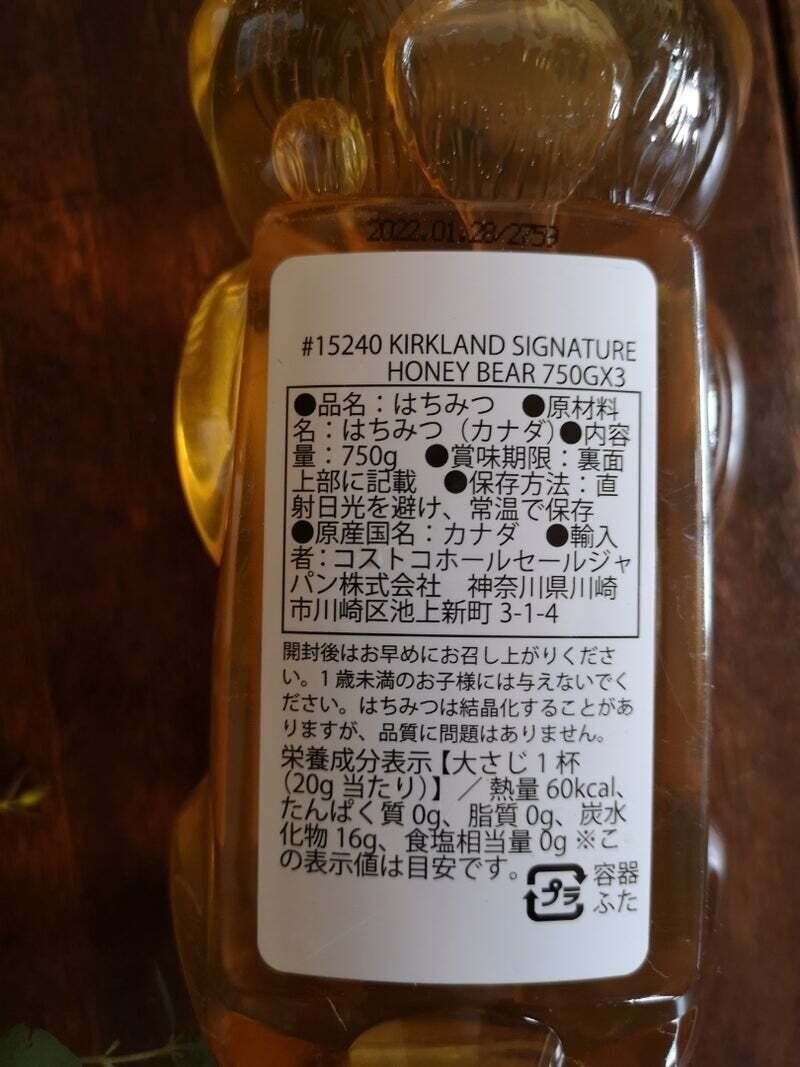 2022.01.28/2759
#15240 KIRKLAND SIGNATURE
HONEY BEAR 750GX3
●品名：はちみつ ●原材料
名：はちみつ（カナダ）●内容
量：750g ●賞味期限：裏面
上部に記載 ●保存方法：直
射日光を避け、常温で保存
●原産国名：カナダ ●輸入
者：コストコホールセールジャ
パン株式会社 神奈川県川崎
市川崎区池上新町 3-1-4
開封後はお早めにお召し上がりくださ
い。1 歳未満のお子様には与えないでく
ださい。はちみつは結晶化することがあ
りますが、品質に問題はありません。
栄養成分表示【大さじ 1 杯
（20g 当たり）】 ／ 熱量 60kcal、
たんぱく質 0g、脂質 0g、炭水
化物 16g、食塩相当量 0g ※こ
の表示値は目安です。
プラ 容器
ふた